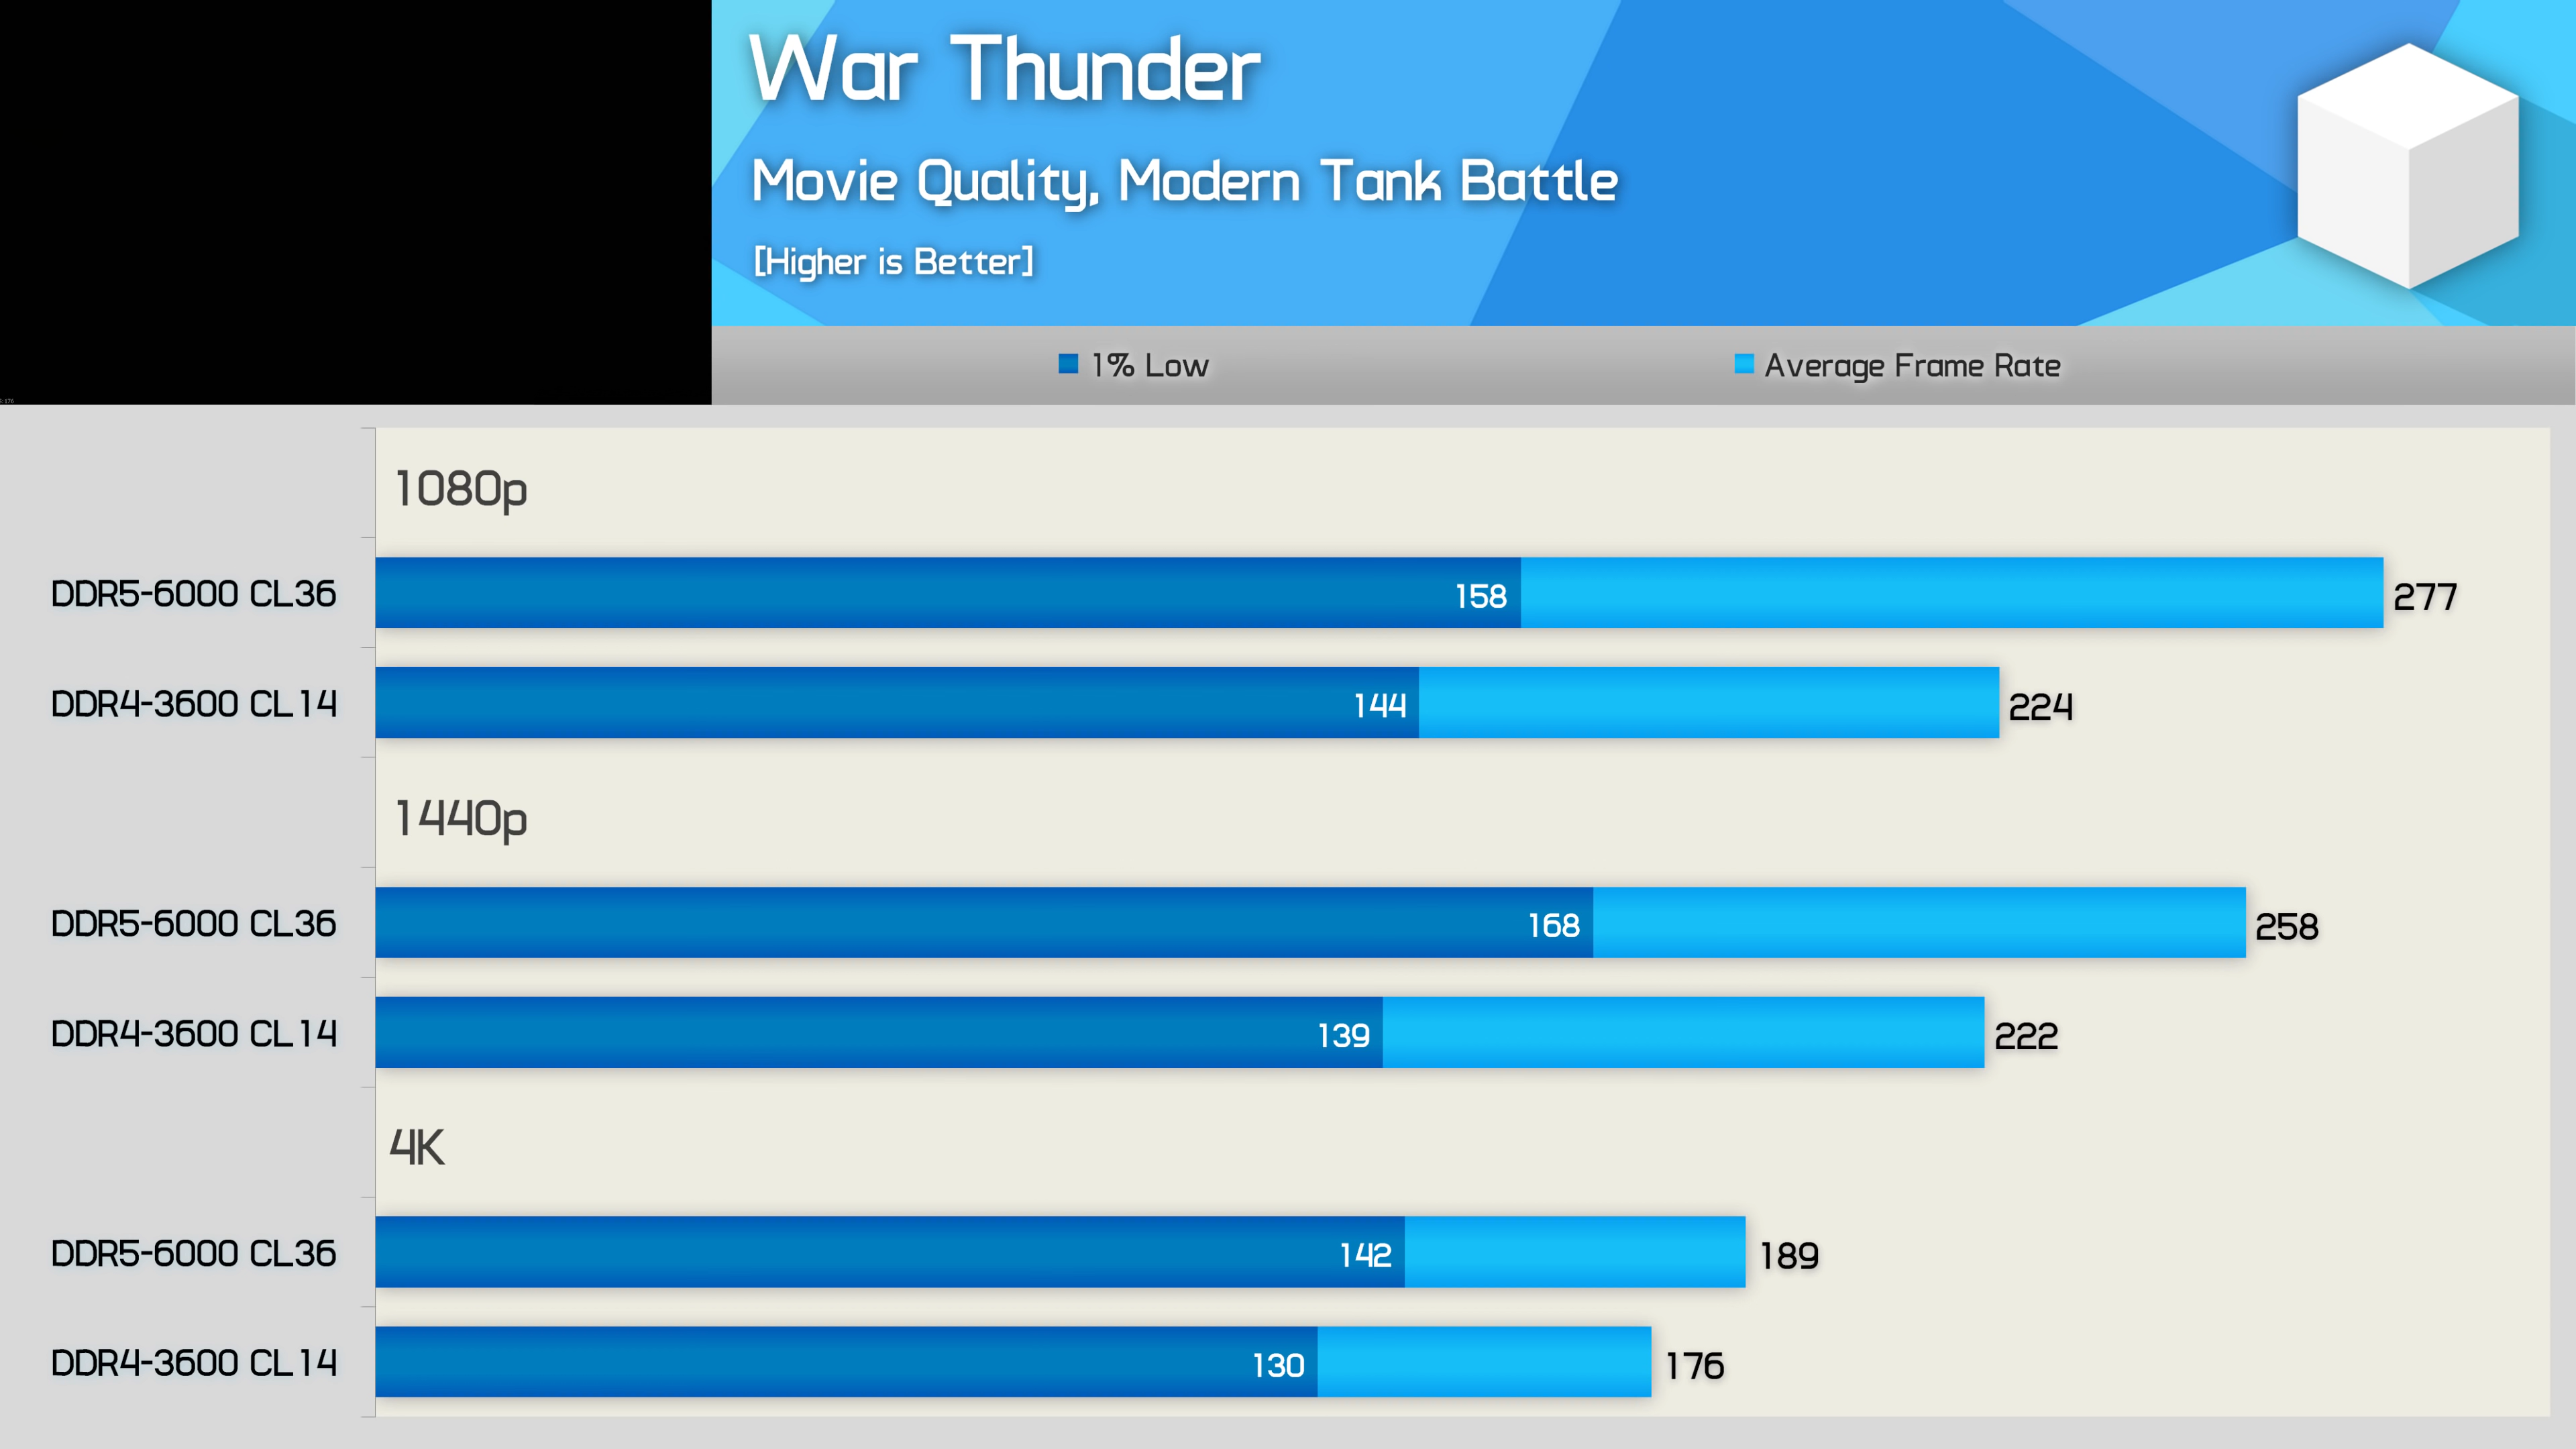 War Thunder
Movie Quality, Modern Tank Battle
[Higher is Better]
1% Low
Average Frame Rate
1080p
DDR5-6000 CL36
158
277
DDR4-3600 CL14
144
224
1440p
DDR5-6000 CL36
168
258
DDR4-3600 CL14
139
222
4K
DDR5-6000 CL36
142
189
DDR4-3600 CL14
130
176